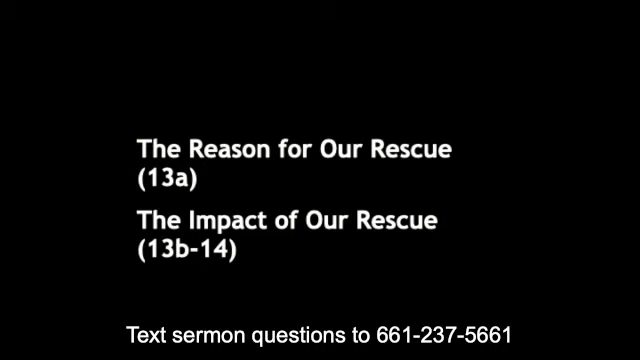 The Reason for Our Rescue
(13a)
The Impact of Our Rescue
(13b-14)
Text sermon questions to 661-237-5661